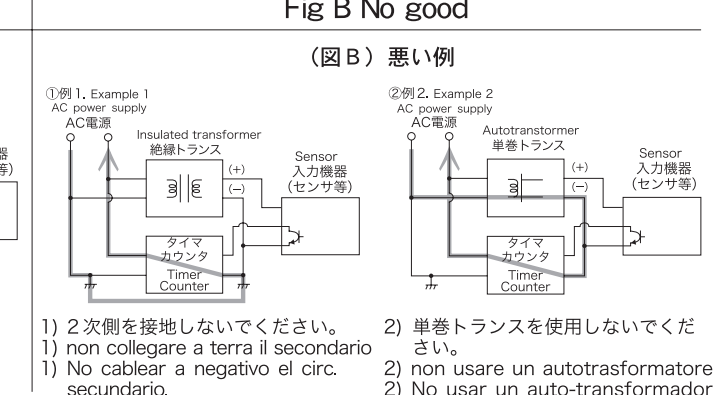 Fig B No good
（図Ｂ）悪い例
①例1. Example 1
AC power supply
AC電源
Insulated transformer
絶縁トランス
(+)
(−)
Sensor
入力機器
(センサ等)
タイマ
カウンタ
Timer
Counter
1) ２次側を接地しないでください。
1) non collegare a terra il secondario
1) No cablear a negativo el circ.
secundario.
②例2. Example 2
AC power supply
AC電源
Autotranstormer
単巻トランス
(+)
(−)
Sensor
入力機器
(センサ等)
タイマ
カウンタ
Timer
Counter
2) 単巻トランスを使用しないでくだ
さい。
2) non usare un autotrasformatore
2) No usar un auto-transformador
器
等)